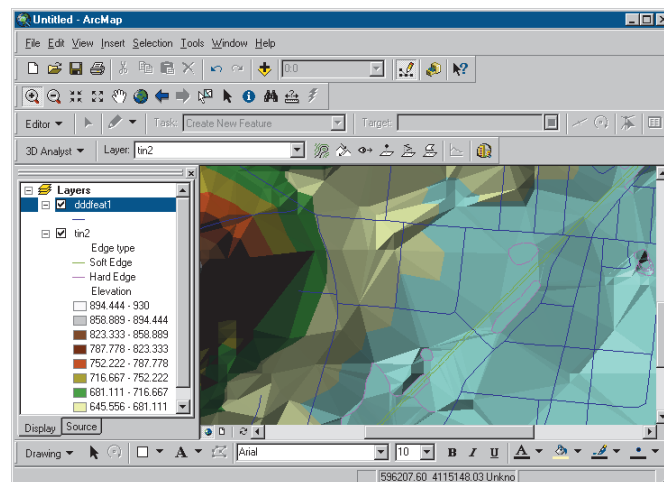 Untitled - ArcMap
File Edit View Insert Selection Tools Window Help
0:0
Editor Task: Create New Feature Target:
3D Analyst Layer: tin2
Layers
dddfeat1
tin2
Edge type
Soft Edge
Hard Edge
Elevation
894.444 - 930
858.889 - 894.444
823.333 - 858.889
787.778 - 823.333
752.222 - 787.778
716.667 - 752.222
681.111 - 716.667
645.556 - 681.111
Display Source
Drawing A Arial 10 B I U A
596207.60 4115148.03 Unkno